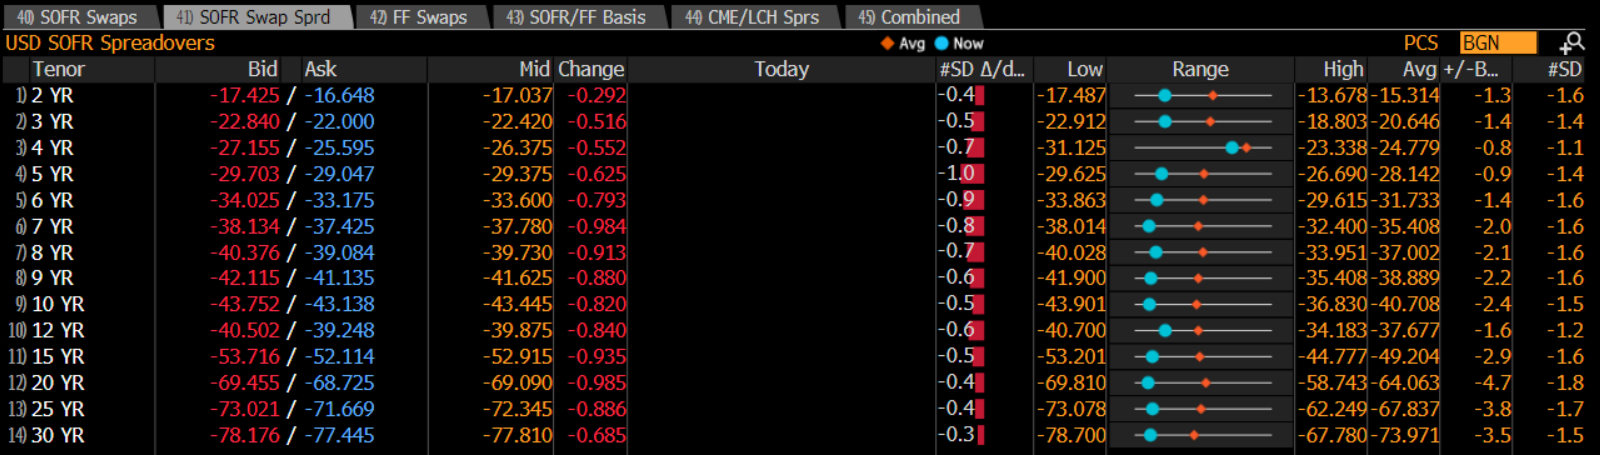 40) SOFR Swaps 41) SOFR Swap Sprd 42) FF Swaps 43) SOFR/FF Basis 44) CME/LCH Sprs 45) Combined
USD SOFR Spreadovers Avg Now PCS BGN
Tenor Bid Ask Mid Change Today #SD Δ/d... Low Range High Avg +/-B... #SD
1) 2 YR -17.425 / -16.648 -17.037 -0.292 -0.4 -17.487 -13.678 -15.314 -1.3 -1.6
2) 3 YR -22.840 / -22.000 -22.420 -0.516 -0.5 -22.912 -18.803 -20.646 -1.4 -1.4
3) 4 YR -27.155 / -25.595 -26.375 -0.552 -0.7 -31.125 -23.338 -24.779 -0.8 -1.1
4) 5 YR -29.703 / -29.047 -29.375 -0.625 -1.0 -29.625 -26.690 -28.142 -0.9 -1.4
5) 6 YR -34.025 / -33.175 -33.600 -0.793 -0.9 -33.863 -29.615 -31.733 -1.4 -1.6
6) 7 YR -38.134 / -37.425 -37.780 -0.984 -0.8 -38.014 -32.400 -35.408 -2.0 -1.6
7) 8 YR -40.376 / -39.084 -39.730 -0.913 -0.7 -40.028 -33.951 -37.002 -2.1 -1.6
8) 9 YR -42.115 / -41.135 -41.625 -0.880 -0.6 -41.900 -35.408 -38.889 -2.2 -1.6
9) 10 YR -43.752 / -43.138 -43.445 -0.820 -0.5 -43.901 -36.830 -40.708 -2.4 -1.5
10) 12 YR -40.502 / -39.248 -39.875 -0.840 -0.6 -40.700 -34.183 -37.677 -1.6 -1.2
11) 15 YR -53.716 / -52.114 -52.915 -0.935 -0.5 -53.201 -44.777 -49.204 -2.9 -1.6
12) 20 YR -69.455 / -68.725 -69.090 -0.985 -0.4 -69.810 -58.743 -64.063 -4.7 -1.8
13) 25 YR -73.021 / -71.669 -72.345 -0.886 -0.4 -73.078 -62.249 -67.837 -3.8 -1.7
14) 30 YR -78.176 / -77.445 -77.810 -0.685 -0.3 -78.700 -67.780 -73.971 -3.5 -1.5